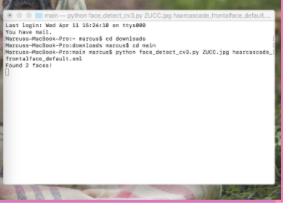 main — python face_detect_cv3.py ZUCC.jpg haarcascade_frontalface_default....
Last login: Wed Apr 11 15:24:10 on ttys000
You have mail.
Marcuss-MacBook-Pro:~ marcus$ cd downloads
Marcuss-MacBook-Pro:downloads marcus$ cd main
Marcuss-MacBook-Pro:main marcus$ python face_detect_cv3.py ZUCC.jpg haarcascade_
frontalface_default.xml
Found 2 faces!